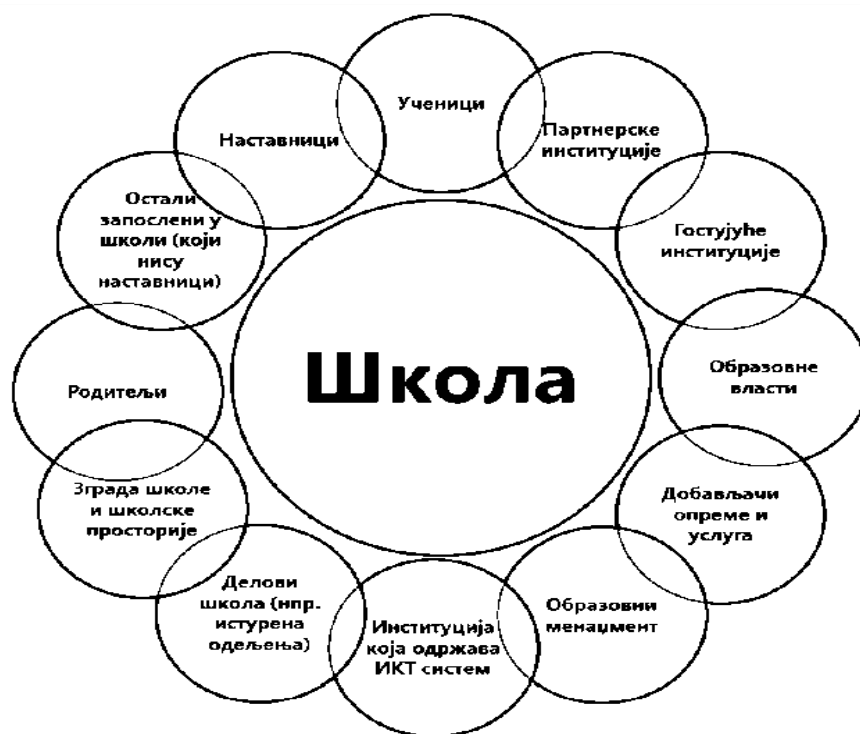 Ученици
Партнерске
институције
Гостујуће
институције
Образовне
власти
Добављачи
опреме и
услуга
Образовни
менаџмент
Институција
која одржава
ИКТ систем
Делови
школа (нпр.
истурена
одељења)
Зграда школе
и школске
просторије
Родитељи
Остали
запослени у
школи (који
нису
наставници)
Наставници
Школа